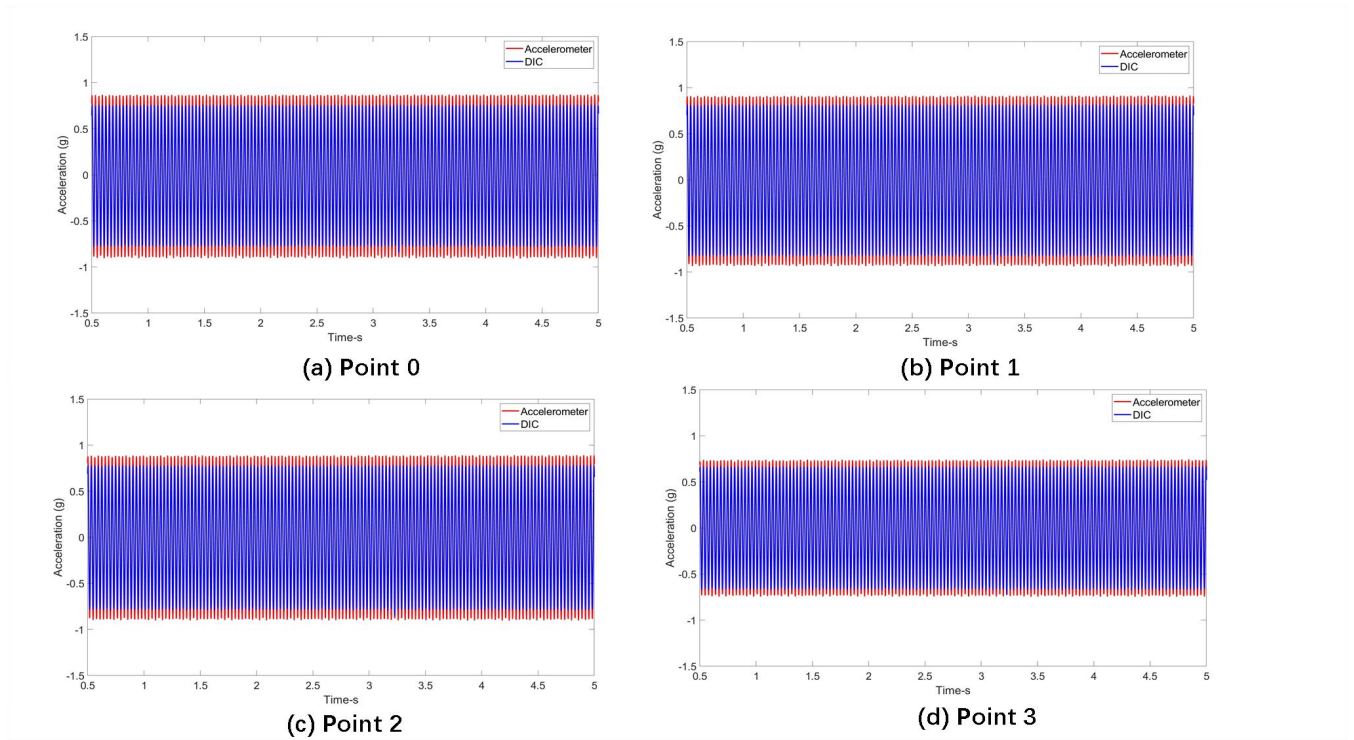 1.5
1
0.5
0
-0.5
-1
-1.5
Acceleration (g)
Accelerometer
DIC
0.5 1 1.5 2 2.5 3 3.5 4 4.5 5
Time-s
(a) Point 0
1.5
1
0.5
0
-0.5
-1
-1.5
Acceleration (g)
Accelerometer
DIC
0.5 1 1.5 2 2.5 3 3.5 4 4.5 5
Time-s
(b) Point 1
1.5
1
0.5
0
-0.5
-1
-1.5
Acceleration (g)
Accelerometer
DIC
0.5 1 1.5 2 2.5 3 3.5 4 4.5 5
Time-s
(c) Point 2
1.5
1
0.5
0
-0.5
-1
-1.5
Acceleration (g)
Accelerometer
DIC
0.5 1 1.5 2 2.5 3 3.5 4 4.5 5
Time-s
(d) Point 3